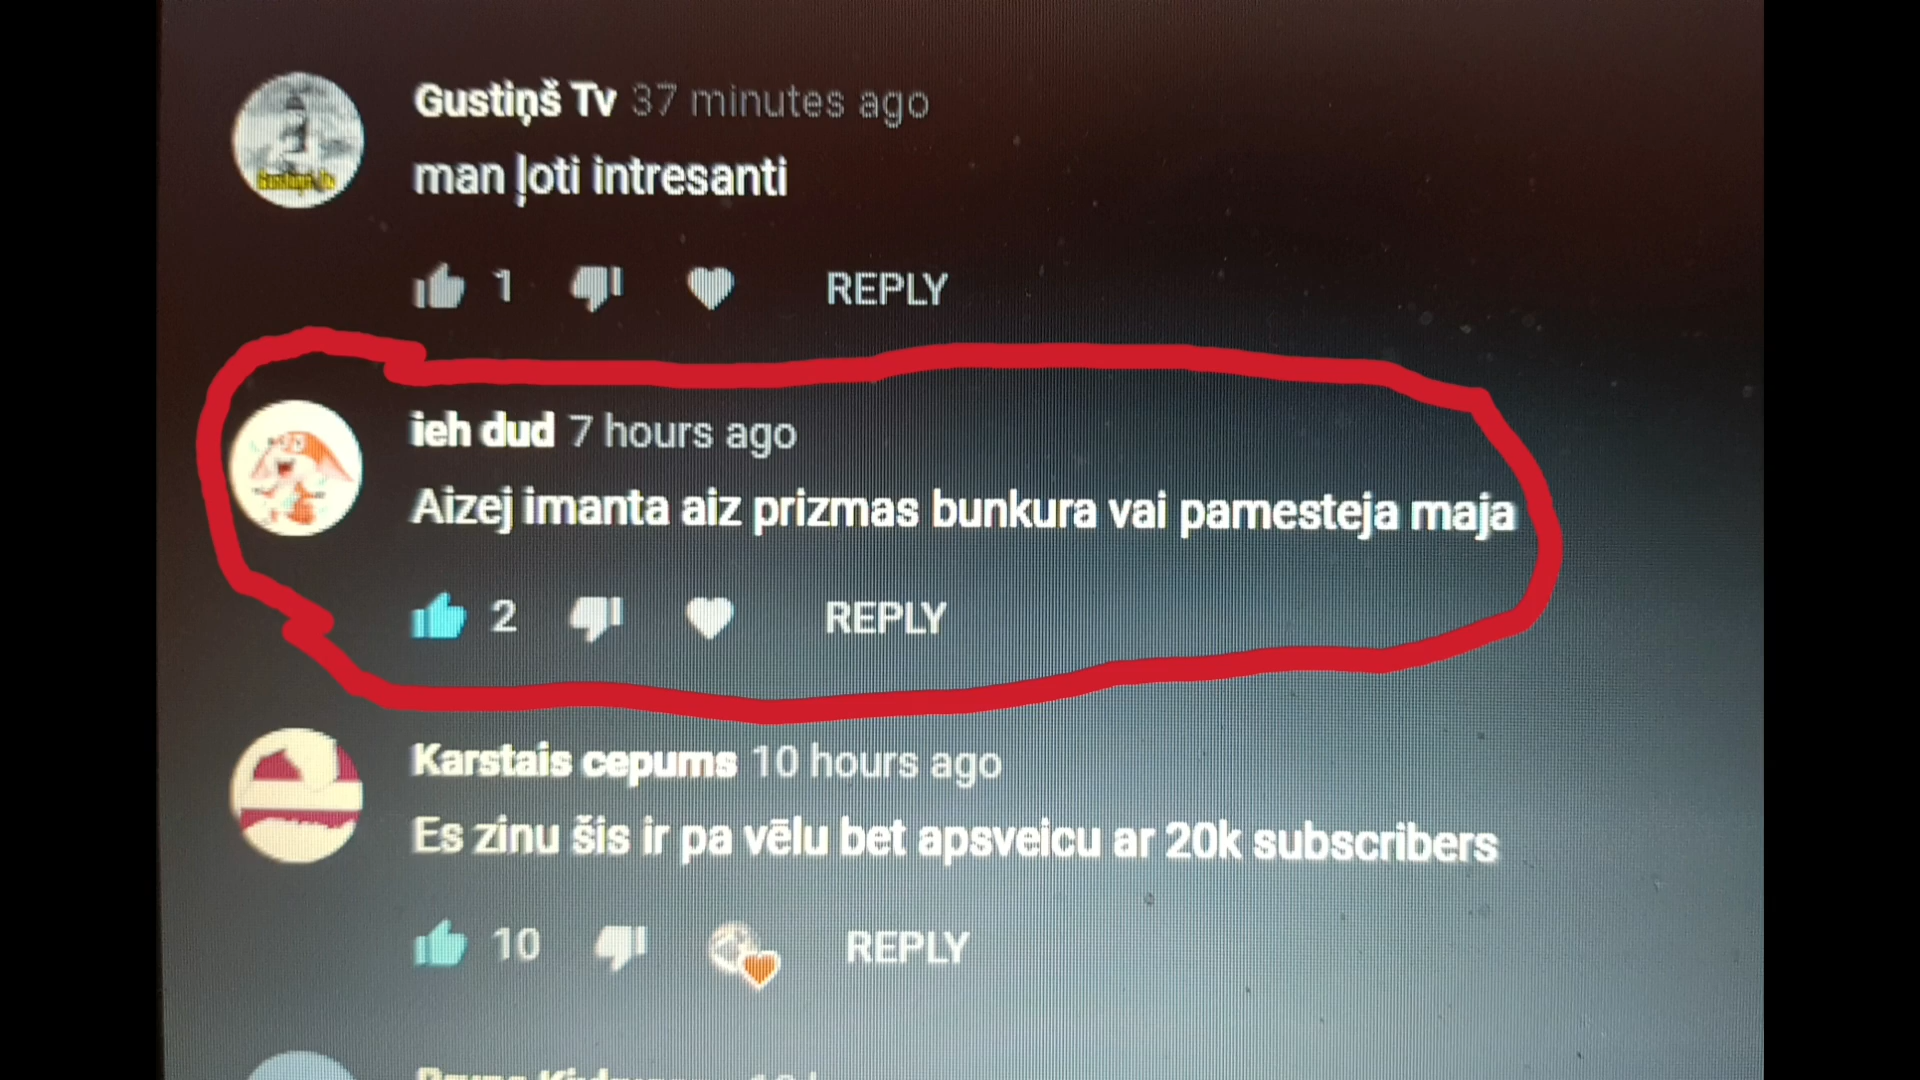 Gustiņš Tv 37 minutes ago
man ļoti intresanti
1 REPLY
ieh dud 7 hours ago
Aizej imanta aiz prizmas bunkura vai pamesteja maja
2 REPLY
Karstais cepums 10 hours ago
Es zinu šis ir pa vēlu bet apsveicu ar 20k subscribers
10 REPLY